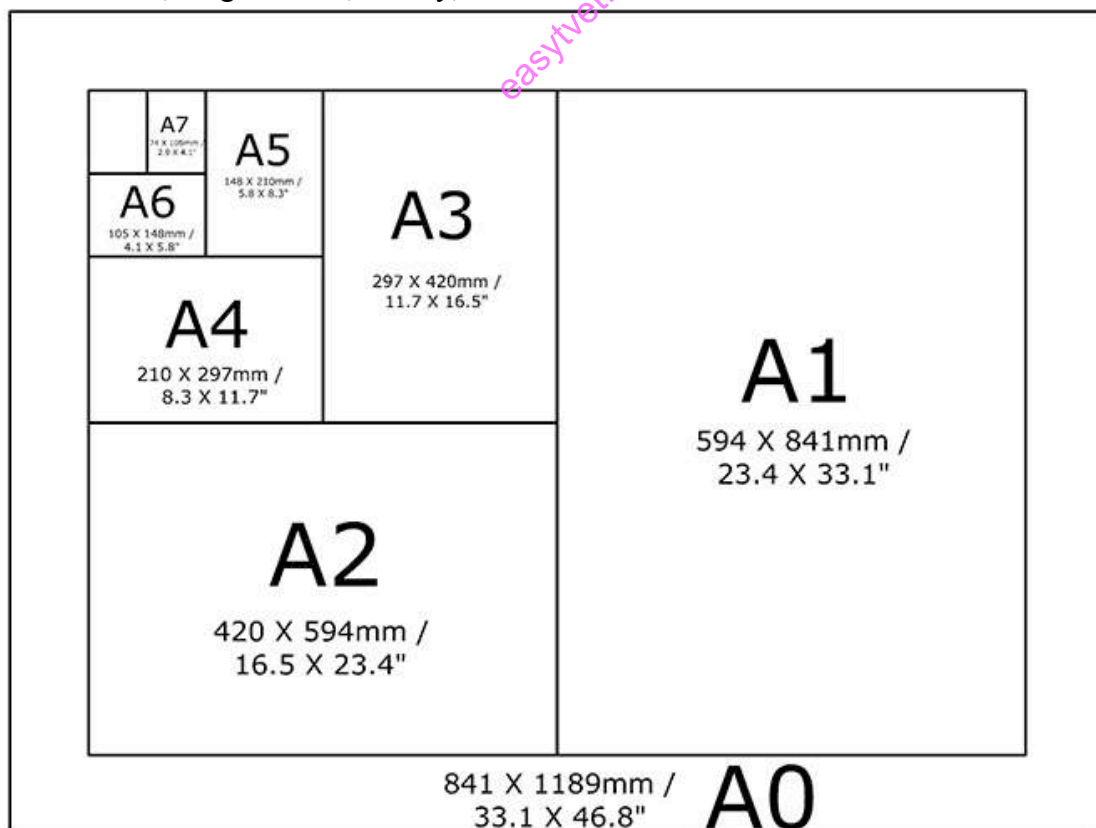 easytvet
A7
74 X 105mm /
2.9 X 4.1"
A5
148 X 210mm /
5.8 X 8.3"
A6
105 X 148mm /
4.1 X 5.8"
A3
297 X 420mm /
11.7 X 16.5"
A4
210 X 297mm /
8.3 X 11.7"
A1
594 X 841mm /
23.4 X 33.1"
A2
420 X 594mm /
16.5 X 23.4"
841 X 1189mm /
33.1 X 46.8"
A0